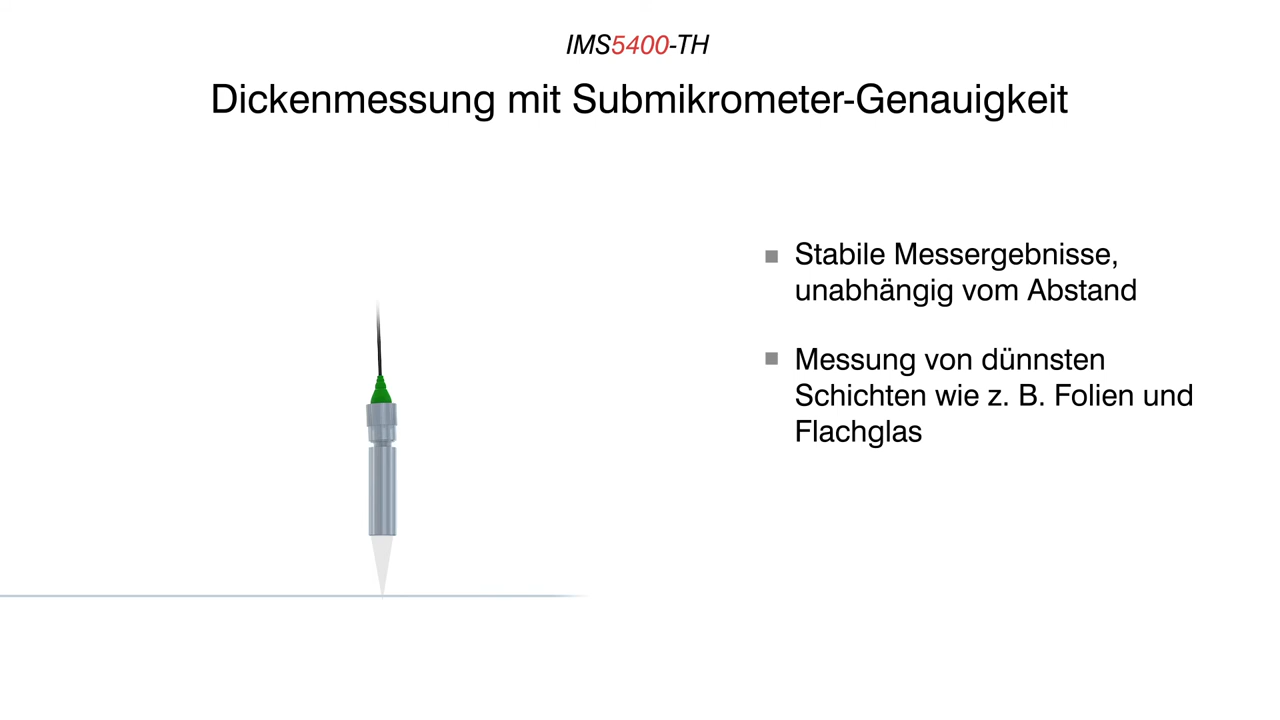 IMS5400-TH
Dickenmessung mit Submikrometer-Genauigkeit
Stabile Messergebnisse,
unabhängig vom Abstand
Messung von dünnsten
Schichten wie z. B. Folien und
Flachglas